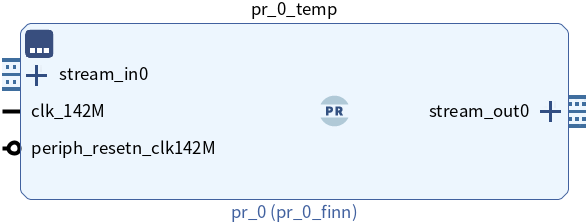 pr_0_temp
stream_in0
clk_142M
PR
stream_out0
periph_resetn_clk142M
pr_0 (pr_0_finn)